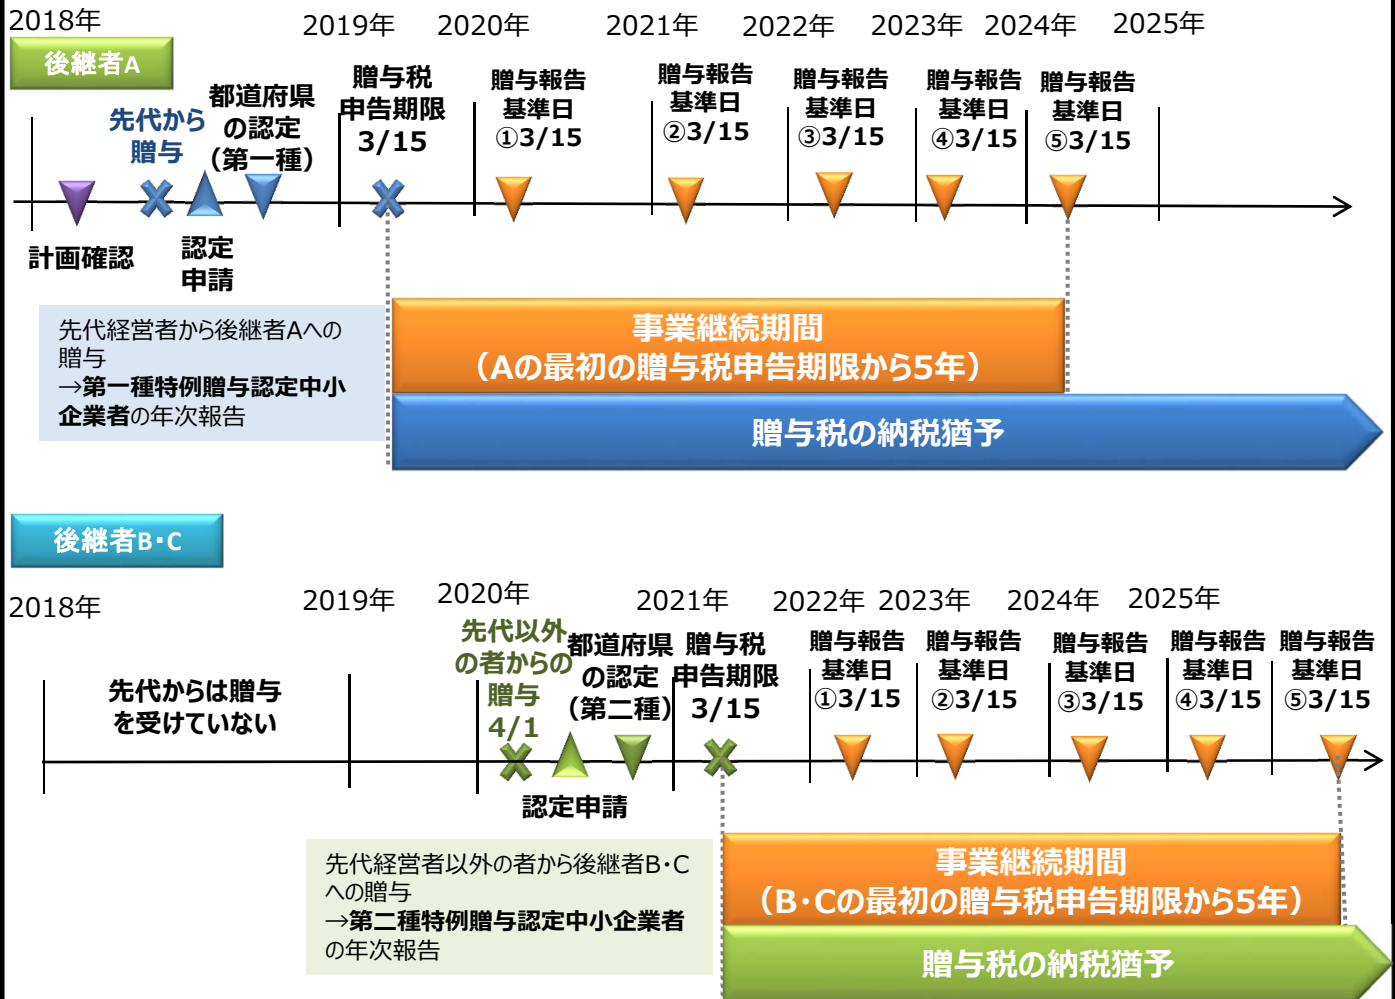 2018年
2019年
2020年
2021年
2022年
2023年
2024年
2025年
後継者A
先代から
贈与
都道府県
の認定
（第一種）
贈与税
申告期限
3/15
贈与報告
基準日
①3/15
贈与報告
基準日
②3/15
贈与報告
基準日
③3/15
贈与報告
基準日
④3/15
贈与報告
基準日
⑤3/15
計画確認
認定
申請
先代経営者から後継者Aへの
贈与
→第一種特例贈与認定中小
企業者の年次報告
事業継続期間
（Aの最初の贈与税申告期限から5年）
贈与税の納税猶予
後継者B・C
2018年
2019年
2020年
2021年
2022年
2023年
2024年
2025年
先代からは贈与
を受けていない
先代以外
の者からの
贈与
4/1
都道府県
の認定
（第二種）
贈与税
申告期限
3/15
贈与報告
基準日
①3/15
贈与報告
基準日
②3/15
贈与報告
基準日
③3/15
贈与報告
基準日
④3/15
贈与報告
基準日
⑤3/15
認定申請
先代経営者以外の者から後継者B・C
への贈与
→第二種特例贈与認定中小企業者
の年次報告
事業継続期間
（B・Cの最初の贈与税申告期限から5年）
贈与税の納税猶予